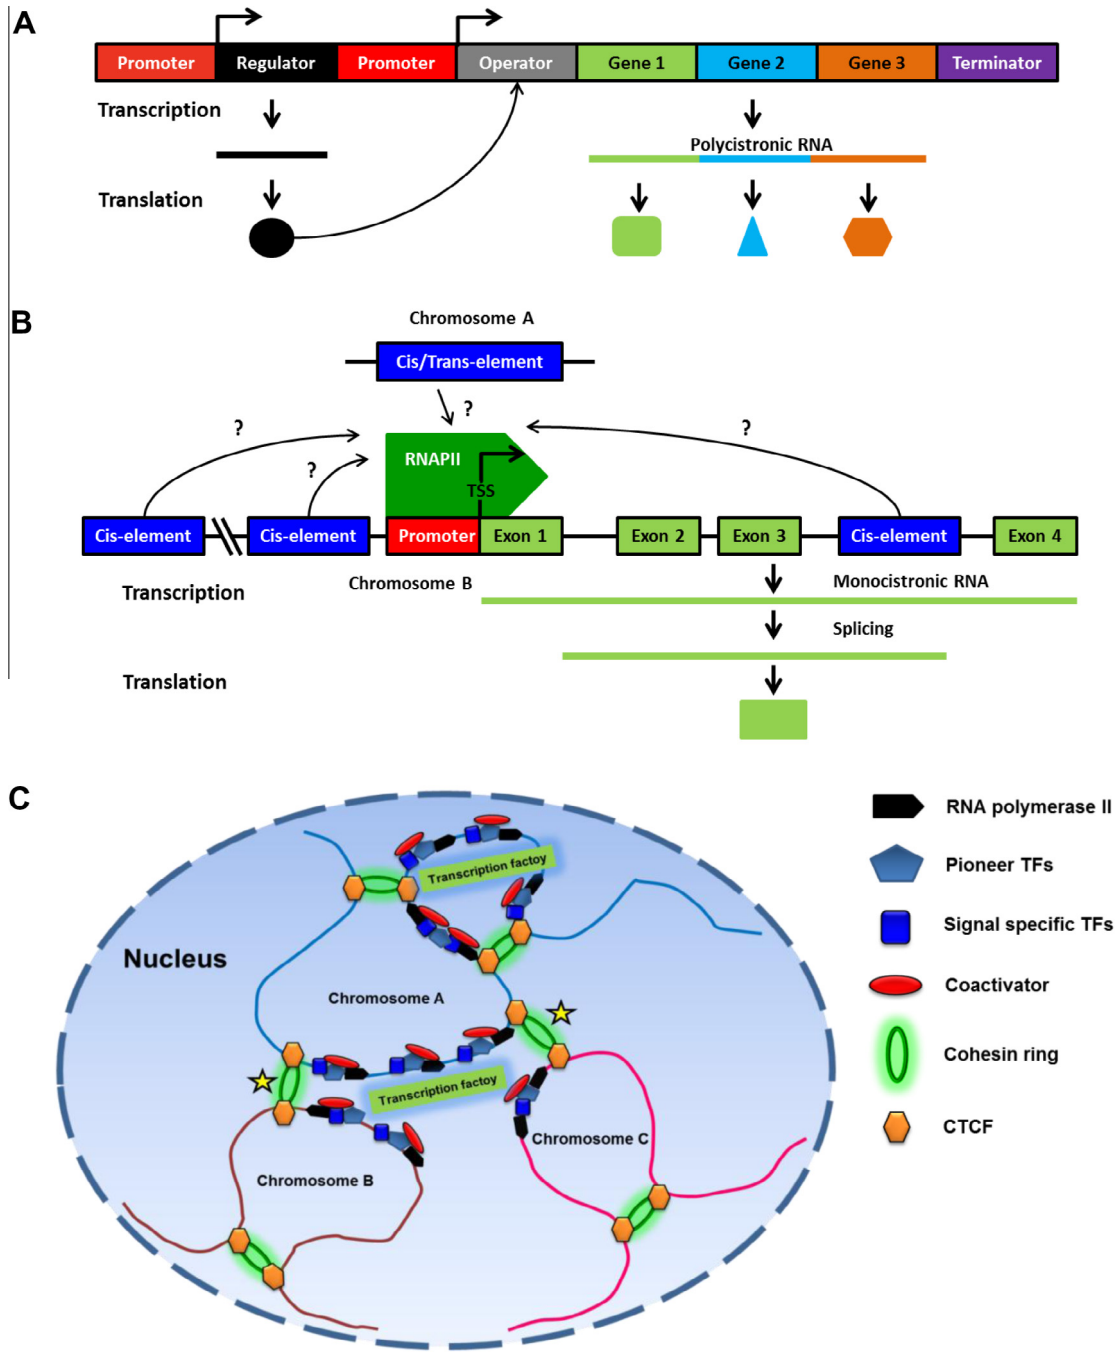 A
Promoter Regulator Promoter Operator Gene 1 Gene 2 Gene 3 Terminator
Transcription
Polycistronic RNA
Translation
B
Chromosome A
Cis/Trans-element
?
? ?
?
RNAPII
TSS
Cis-element Cis-element Promoter Exon 1 Exon 2 Exon 3 Cis-element Exon 4
Chromosome B
Monocistronic RNA
Transcription
Splicing
Translation
C
RNA polymerase II
Transcription factoy
Pioneer TFs
Signal specific TFs
Nucleus
Chromosome A
Coactivator
Cohesin ring
Transcription factoy
CTCF
Chromosome C
Chromosome B